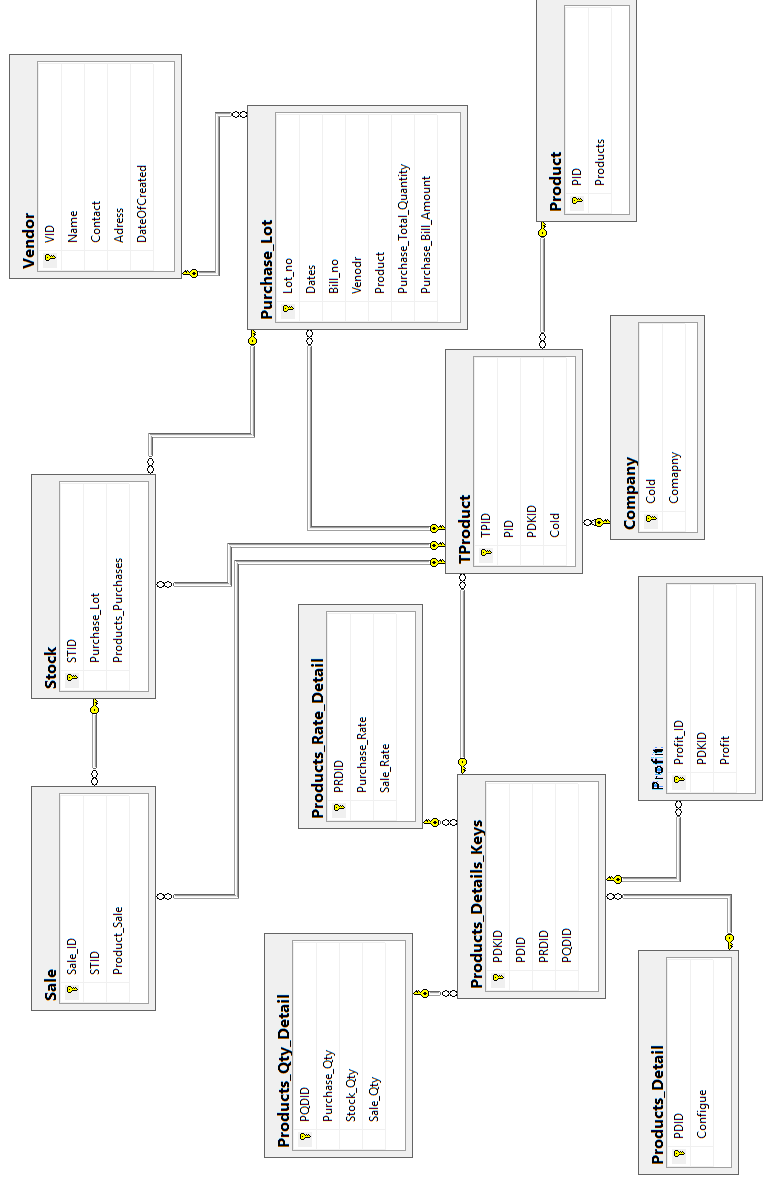 Vendor
VID
Name
Contact
Adress
DateOfCreated
Purchase_Lot
Lot_no
Dates
Bill_no
Venodr
Product
Purchase_Total_Quantity
Purchase_Bill_Amount
Product
PID
Products
Stock
STID
Purchase_Lot
Products_Purchases
TProduct
TPID
PID
PDKID
CoId
Company
CoId
Comapny
Sale
Sale_ID
STID
Product_Sale
Products_Rate_Detail
PRDID
Purchase_Rate
Sale_Rate
Profit
Profit_ID
PDKID
Profit
Products_Qty_Detail
PQDID
Purchase_Qty
Stock_Qty
Sale_Qty
Products_Details_Keys
PDKID
PDID
PRDID
PQDID
Products_Detail
PDID
Configue